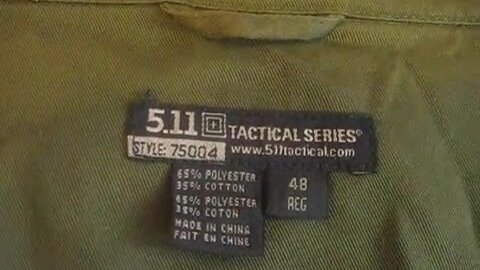 5.11 TACTICAL SERIES®
STYLE: 75004
www.511tactical.com
65% POLYESTER
35% COTTON
65% POLYESTER
35% COTON
MADE IN CHINA
FAIT EN CHINE
48
REG